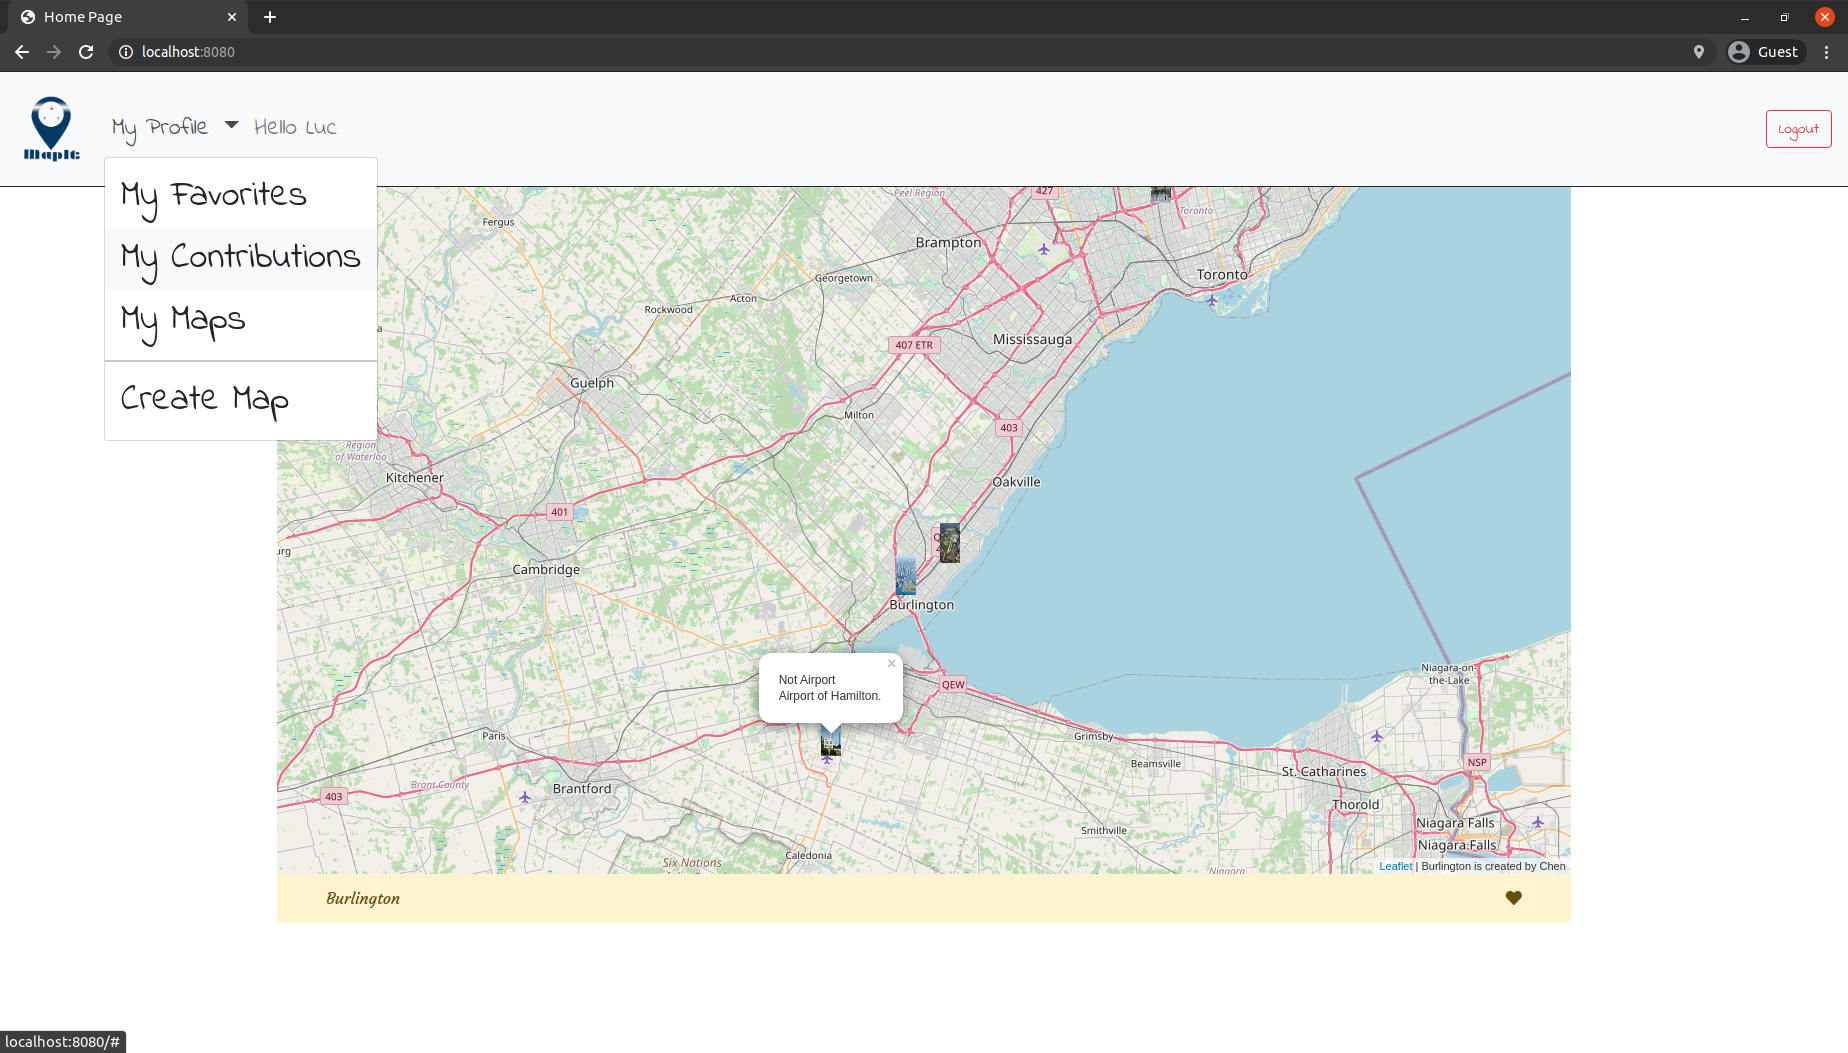 Home Page
localhost:8080
Guest
MapIt
My Profile
Hello Luc
Logout
My Favorites
My Contributions
My Maps
Create Map
Peel Region
427
Toronto
Fergus
Brampton
Toronto
Georgetown
Acton
Rockwood
Mississauga
407 ETR
Guelph
Milton
403
Region
of Waterloo
Kitchener
Oakville
401
urg
Cambridge
Burlington
Not Airport
Airport of Hamilton.
×
QEW
Niagara-on-
the-Lake
Paris
Grimsby
Beamsville
St. Catharines
NSP
Brant County
Brantford
403
Thorold
Niagara Falls
Smithville
Niagara Falls
Caledonia
Six Nations
Niagara
Leaflet | Burlington is created by Chen
Burlington
localhost:8080/#